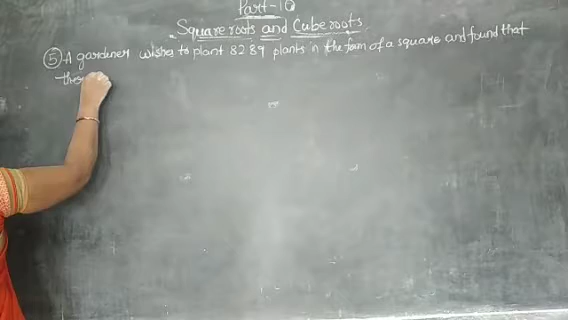 Part-10
Square roots and Cube roots
5 A gardener wishes to plant 8289 plants in the form of a square and found that